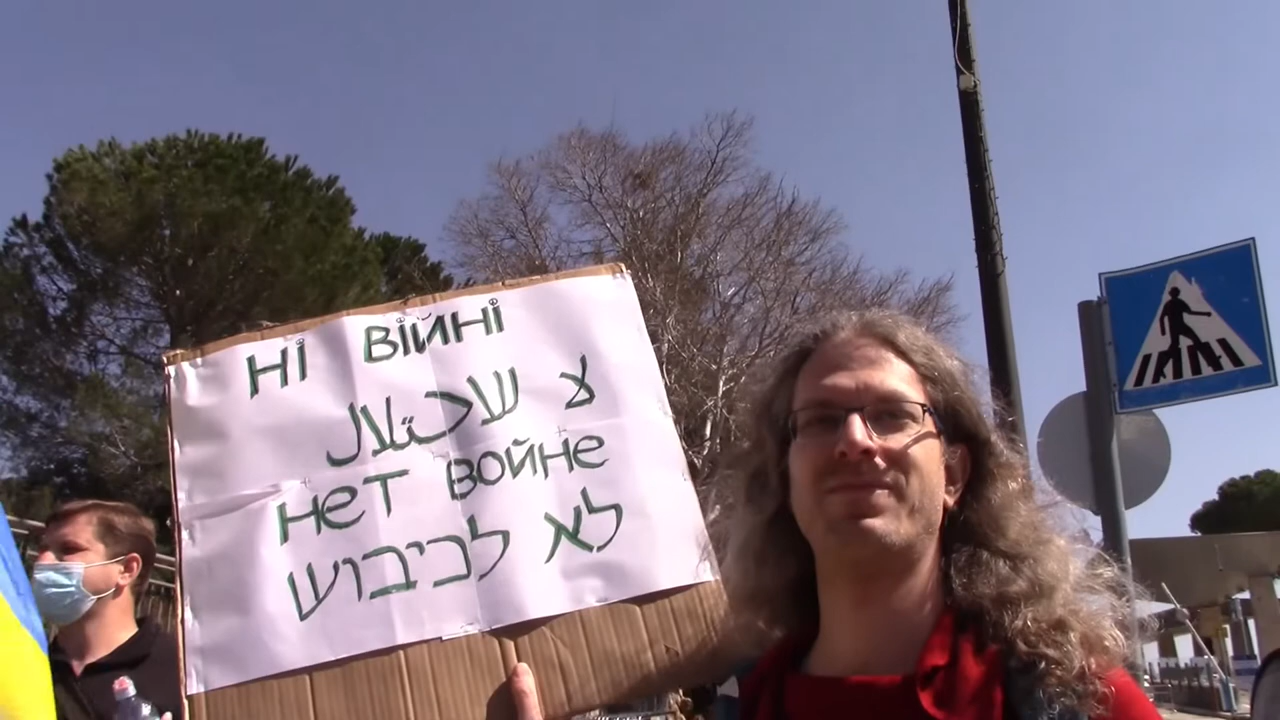 Ні війні
لا للاحتلال
Нет войне
לא לכיבוש